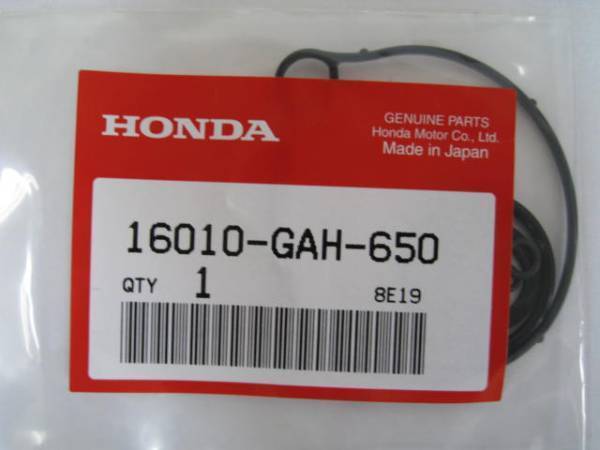 HONDA
GENUINE PARTS
Honda Motor Co., Ltd.
Made in Japan
16010-GAH-650
QTY 1 8E19